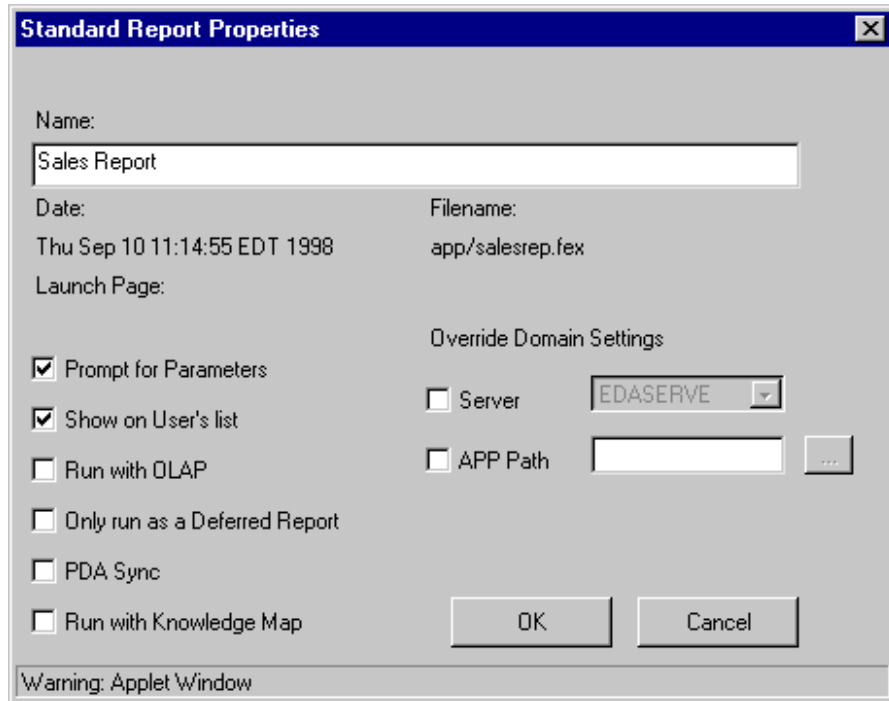 Standard Report Properties
Name:
Sales Report
Date:
Filename:
Thu Sep 10 11:14:55 EDT 1998
app/salesrep.fex
Launch Page:
Override Domain Settings
Prompt for Parameters
Server
EDASERVE
Show on User's list
APP Path
...
Run with OLAP
Only run as a Deferred Report
PDA Sync
Run with Knowledge Map
OK
Cancel
Warning: Applet Window